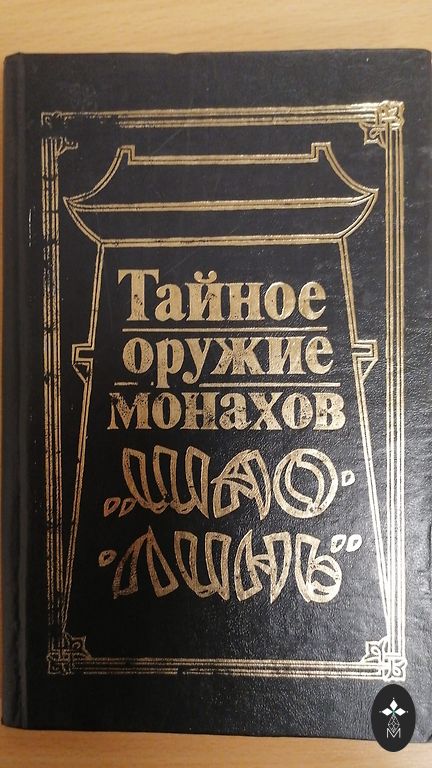 Тайное
оружие
монахов
„ШАО-
-ЛИНЬ”
M